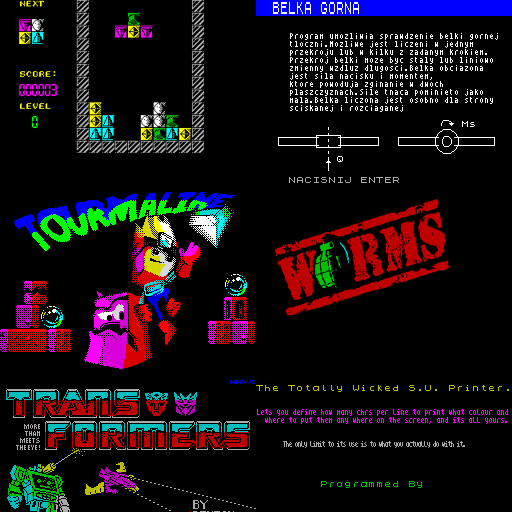 NEXT
SCORE:
000003
LEVEL
0
BELKA GORNA
Program umozliwia sprawdzenie belki gornej
tloczni.Mozliwe jest liczeni w jednym
przekroju lub w kilku z zadanym krokiem.
Przekroj belki moze byc staly lub liniowo
zmienny wzdluz dlugosci.Belka obciazona
jest sila nacisku i momentem,
ktore powoduja zginanie w dwoch
plaszczyznach.Sile tnaca pominieto jako
mala.Belka liczona jest osobno dla strony
sciskanej i rozciaganej
Ms
Q
NACISNIJ ENTER
TOURMALINE
WORMS
TRANS
FORMERS
MORE
THAN
MEETS
THE EYE!
BY
The Totally Wicked S.U. Printer.
Lets you define how many chrs per line to print what colour and
where to put them any where on the screen, and its all yours.
The only limit to its use is to what you actually do with it.
Programmed By